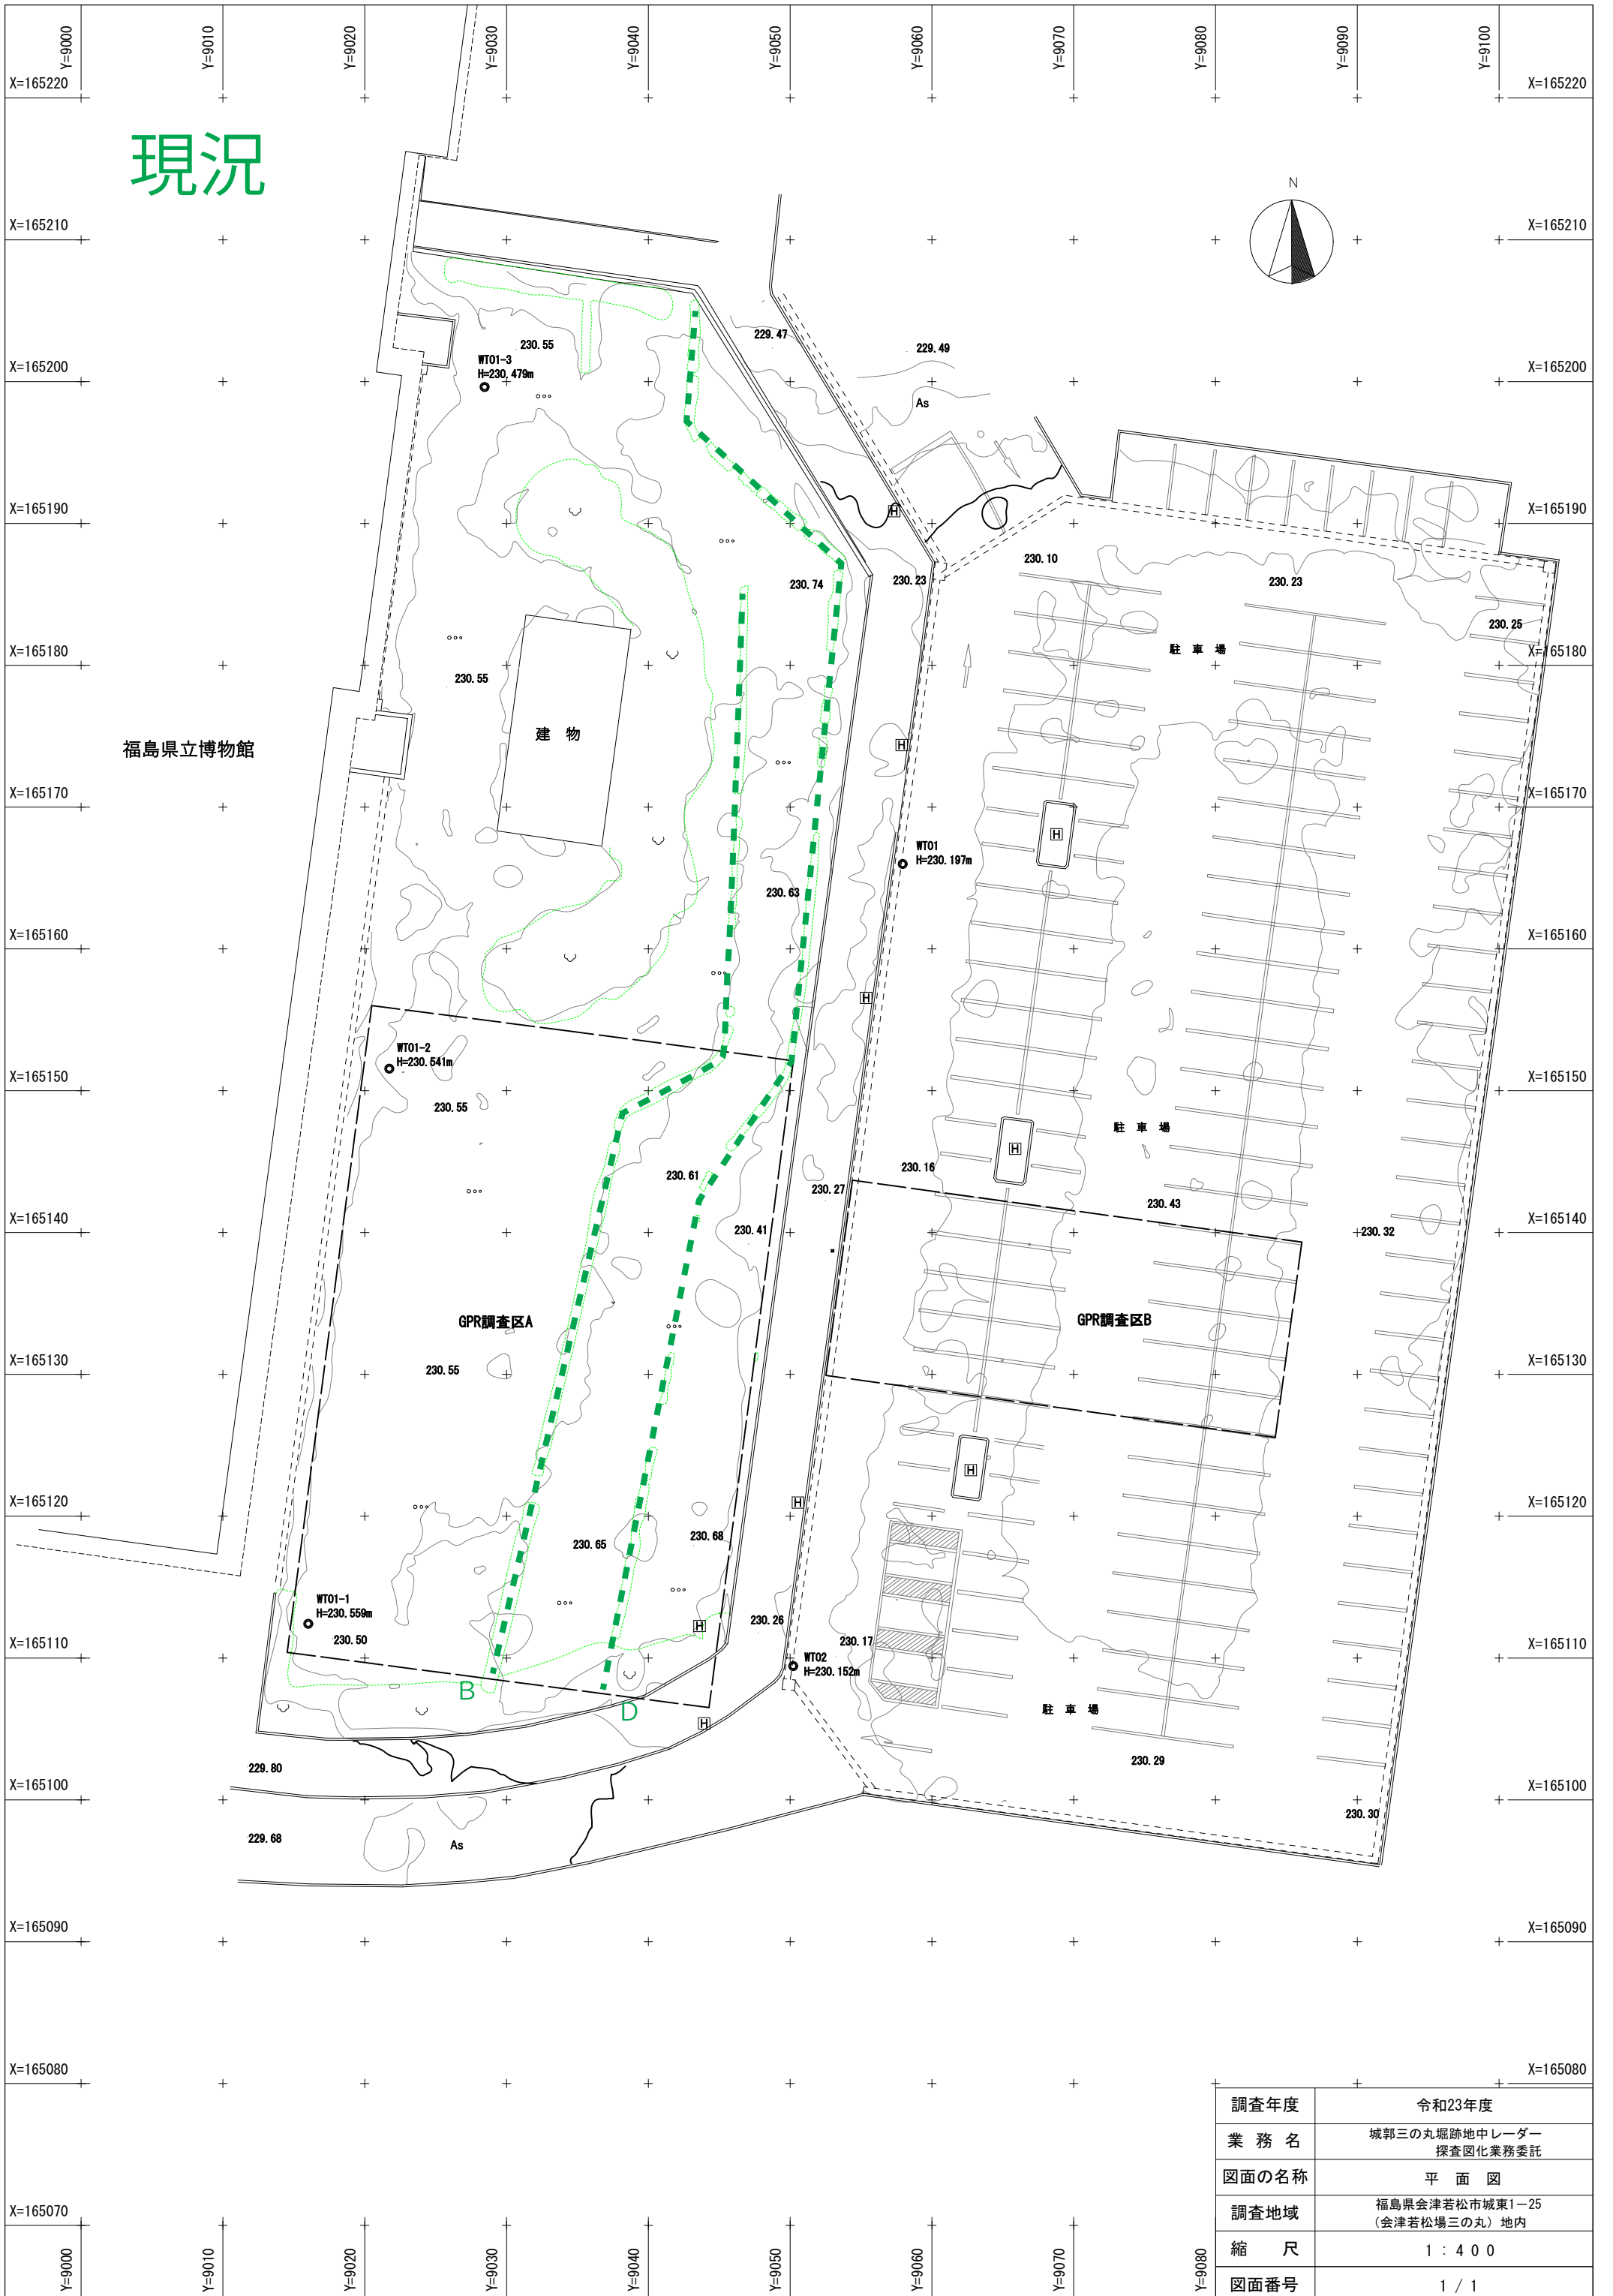 Y=9000
Y=9010
Y=9020
Y=9030
Y=9040
Y=9050
Y=9060
Y=9070
Y=9080
Y=9090
Y=9100
X=165220
X=165220
現況
N
X=165210
X=165210
229.47
229.49
230.55
WT01-3
H=230.479m
X=165200
X=165200
As
X=165190
X=165190
H
230.10
230.74
230.23
230.23
230.25
駐車場
X=165180
X=165180
230.55
建物
福島県立博物館
H
X=165170
X=165170
H
WT01
H=230.197m
230.63
X=165160
X=165160
H
WT01-2
H=230.541m
X=165150
X=165150
230.55
駐車場
H
230.16
230.61
230.27
230.43
X=165140
X=165140
230.41
230.32
GPR調査区A
GPR調査区B
X=165130
X=165130
230.55
H
X=165120
X=165120
H
230.68
230.65
WT01-1
H=230.559m
230.26
H
230.50
230.17
X=165110
X=165110
WT02
H=230.152m
B
D
駐車場
H
230.29
229.80
X=165100
X=165100
230.30
229.68
As
X=165090
X=165090
X=165080
X=165080
調査年度
令和23年度
業務名
城郭三の丸堀跡地中レーダー
探査図化業務委託
図面の名称
平面図
X=165070
調査地域
福島県会津若松市城東1-25
(会津若松場三の丸)地内
縮尺
1:400
図面番号
1/1
Y=9000
Y=9010
Y=9020
Y=9030
Y=9040
Y=9050
Y=9060
Y=9070
Y=9080